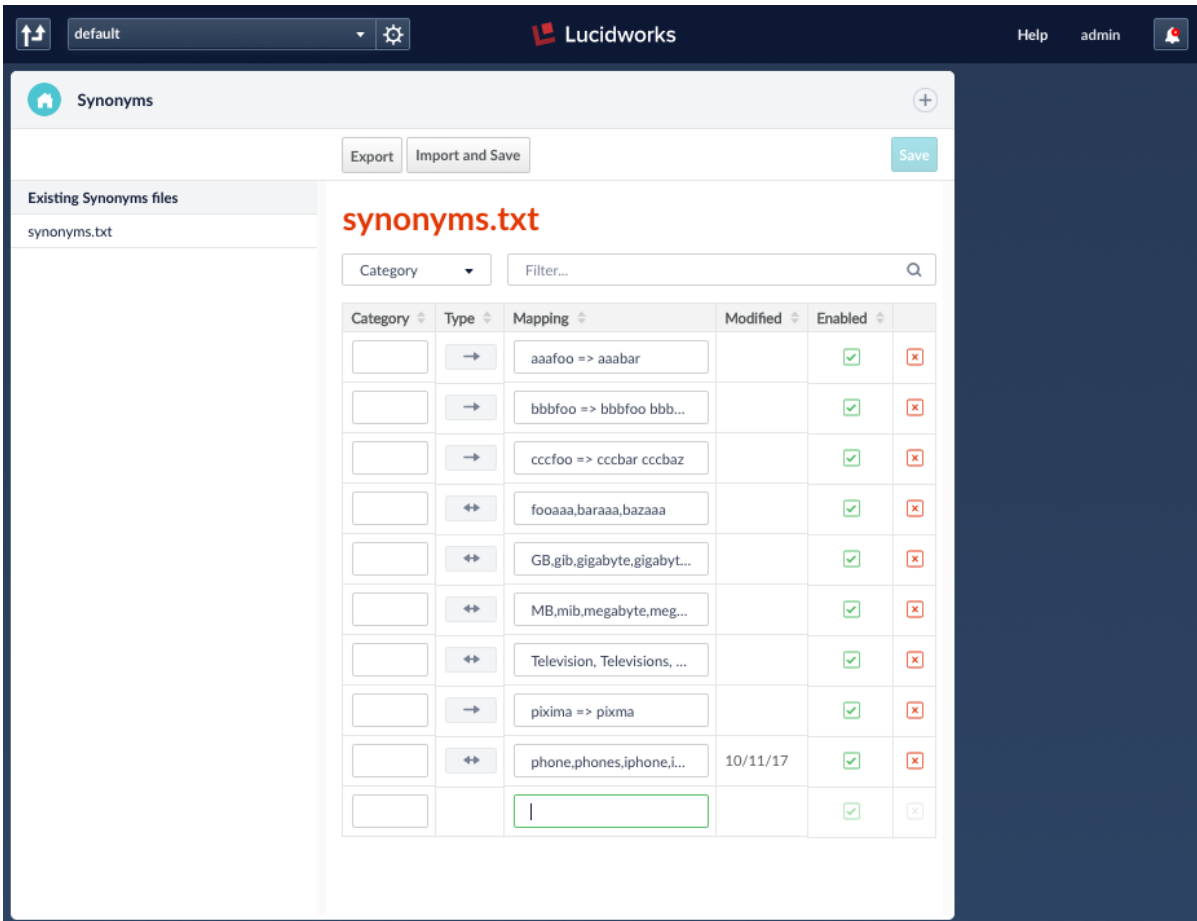 default
Lucidworks
Help
admin
Synonyms
Export
Import and Save
Save
Existing Synonyms files
synonyms.txt
synonyms.txt
Category
Filter...
Category Type Mapping Modified Enabled
aaafoo => aaabar
bbbfoo => bbbfoo bbb...
cccfoo => cccbar cccbaz
fooaaa,baraaa,bazaaa
GB,gib,gigabyte,gigabyt...
MB,mib,megabyte,meg...
Television, Televisions, ...
pixima => pixma
phone,phones,iphone,i... 10/11/17